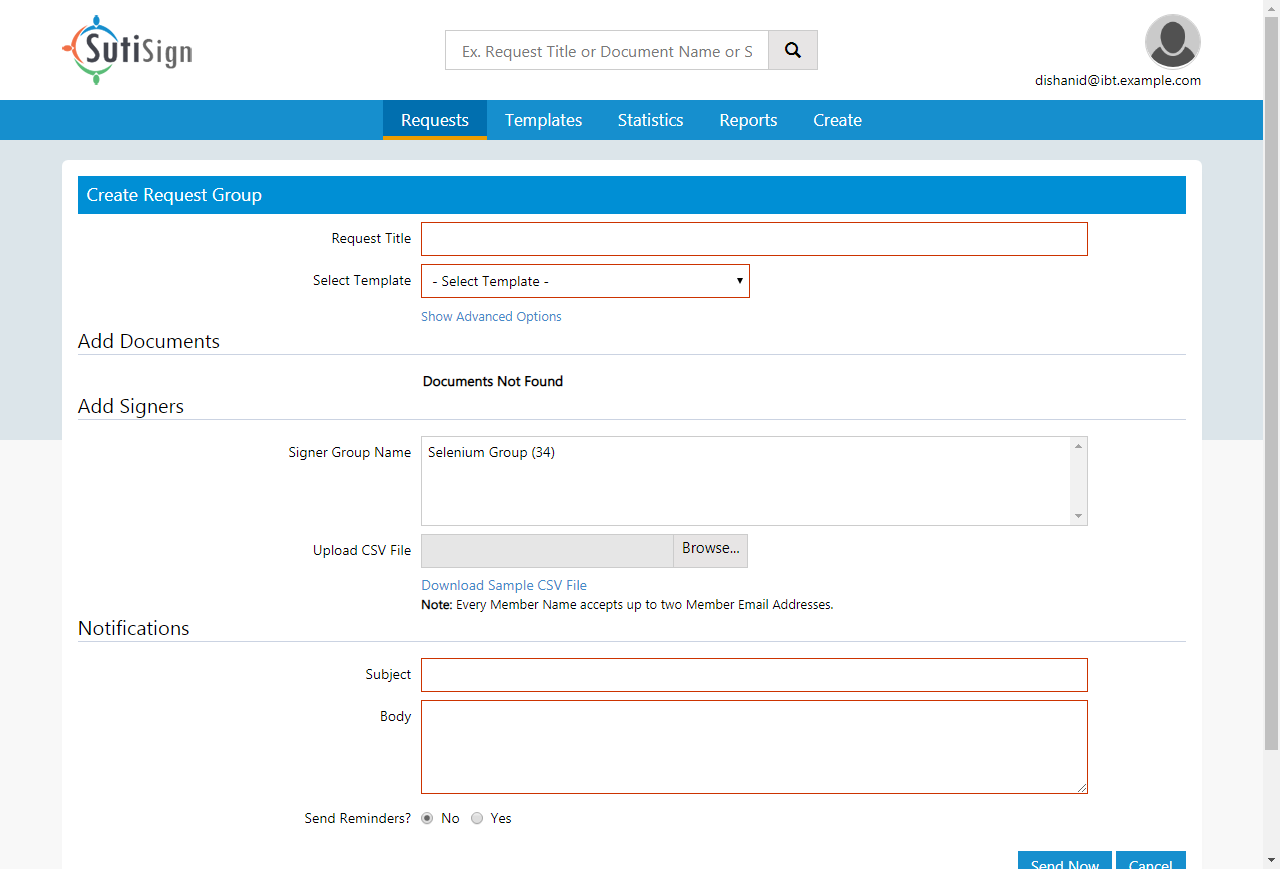 SutiSign
Ex. Request Title or Document Name or S
dishanid@ibt.example.com
Requests Templates Statistics Reports Create
Create Request Group
Request Title
Select Template - Select Template -
Show Advanced Options
Add Documents
Documents Not Found
Add Signers
Signer Group Name Selenium Group (34)
Upload CSV File Browse...
Download Sample CSV File
Note: Every Member Name accepts up to two Member Email Addresses.
Notifications
Subject
Body
Send Reminders? No Yes
Send Now Cancel